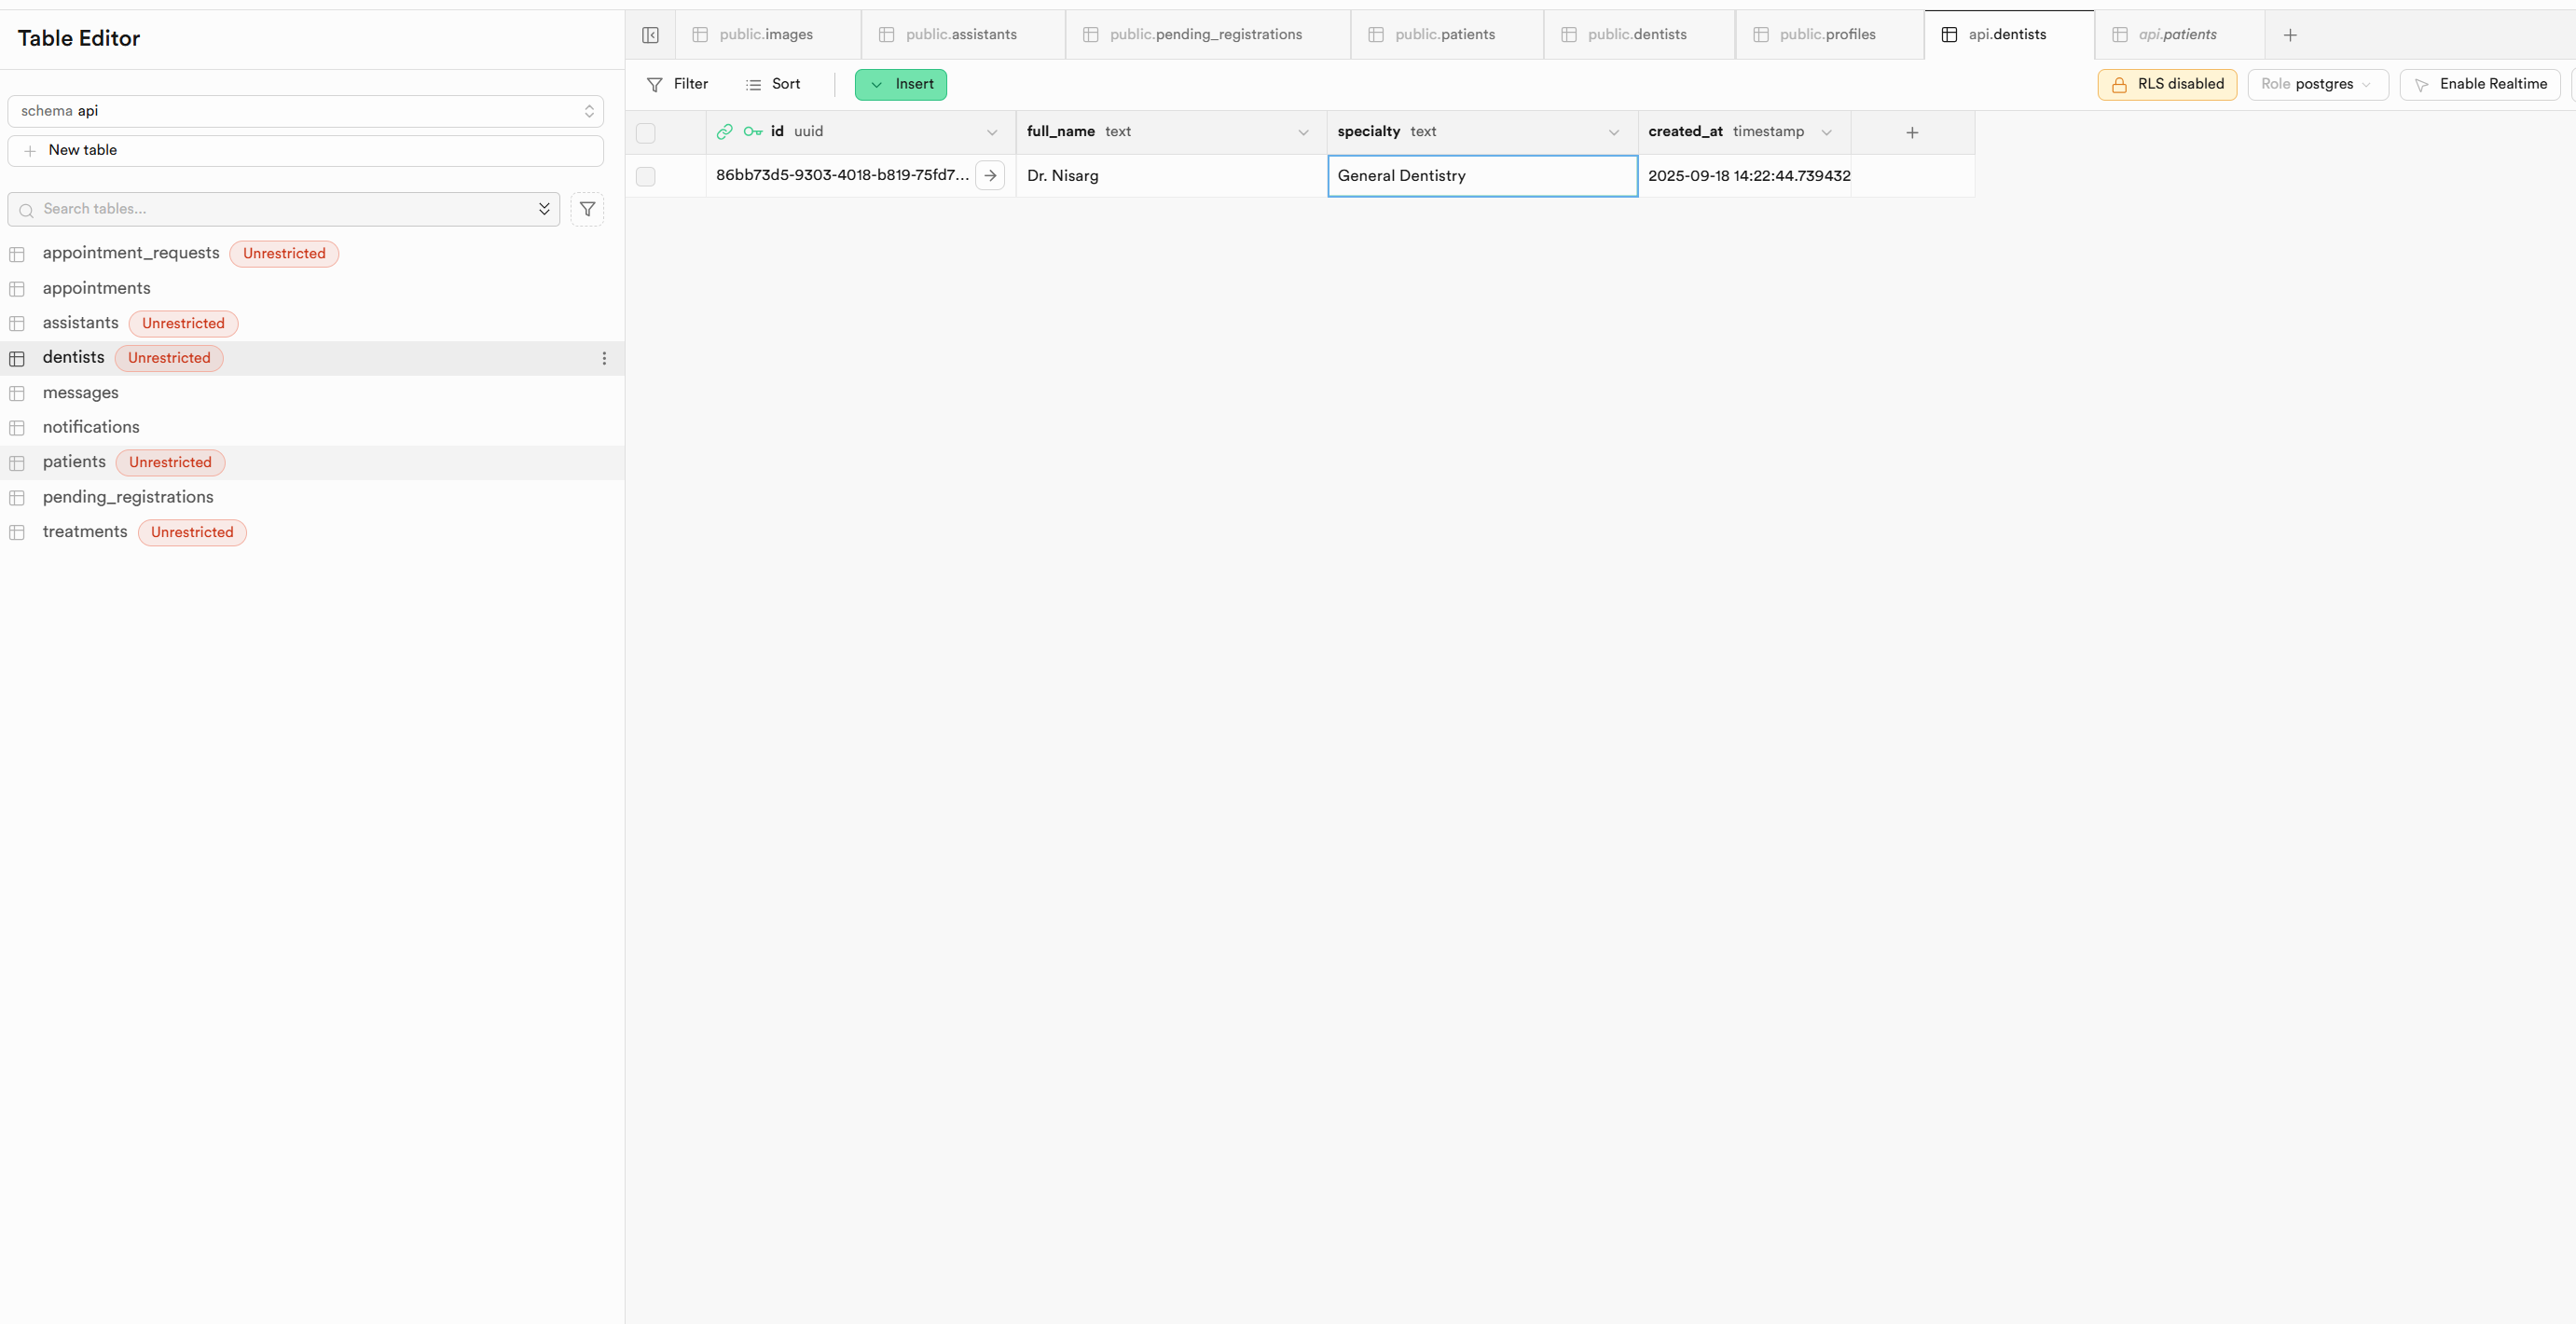 Table Editor
schema api
New table
Search tables...
appointment_requests Unrestricted
appointments
assistants Unrestricted
dentists Unrestricted
messages
notifications
patients Unrestricted
pending_registrations
treatments Unrestricted
public.images public.assistants public.pending_registrations public.patients public.dentists public.profiles api.dentists api.patients
Filter Sort Insert RLS disabled Role postgres Enable Realtime
id uuid full_name text specialty text created_at timestamp
86bb73d5-9303-4018-b819-75fd7... Dr. Nisarg General Dentistry 2025-09-18 14:22:44.739432